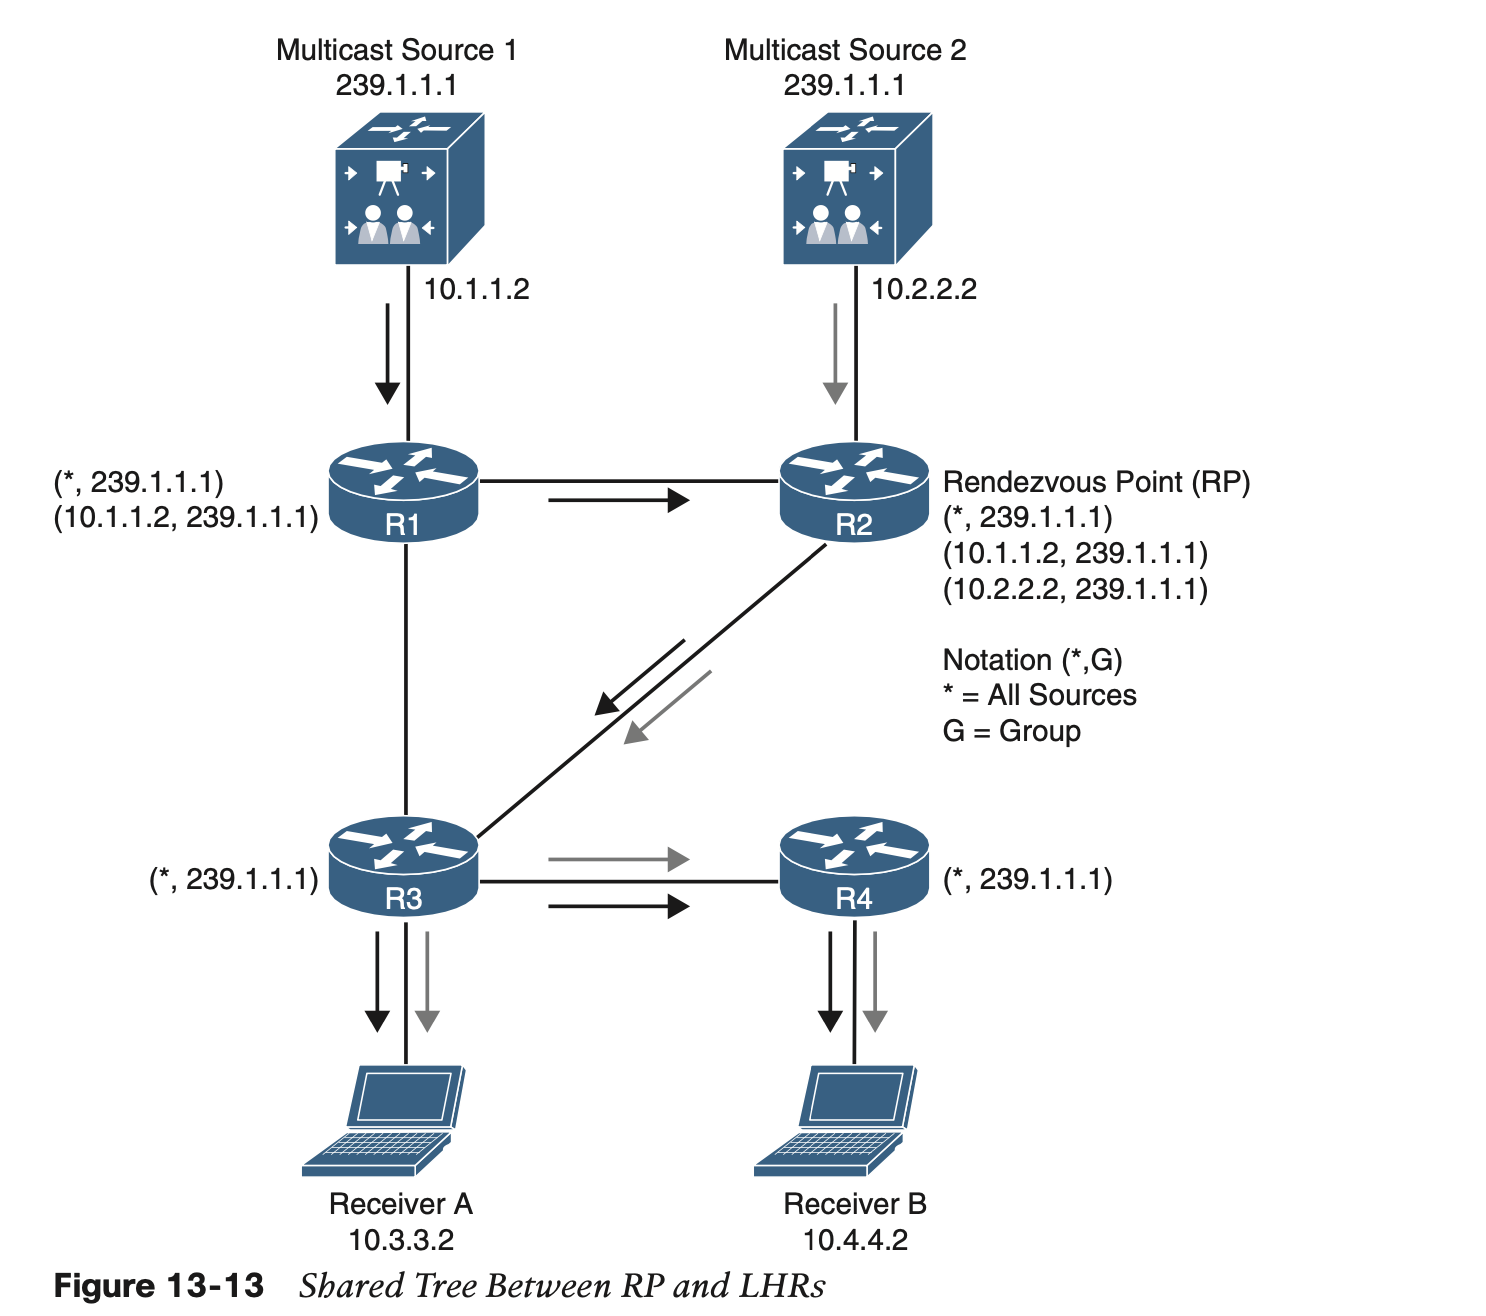 Multicast Source 1
239.1.1.1
Multicast Source 2
239.1.1.1
10.1.1.2
10.2.2.2
(*, 239.1.1.1)
(10.1.1.2, 239.1.1.1)
R1
R2
Rendezvous Point (RP)
(*, 239.1.1.1)
(10.1.1.2, 239.1.1.1)
(10.2.2.2, 239.1.1.1)
Notation (*,G)
* = All Sources
G = Group
(*, 239.1.1.1)
R3
R4
(*, 239.1.1.1)
Receiver A
10.3.3.2
Receiver B
10.4.4.2
Figure 13-13 Shared Tree Between RP and LHRs